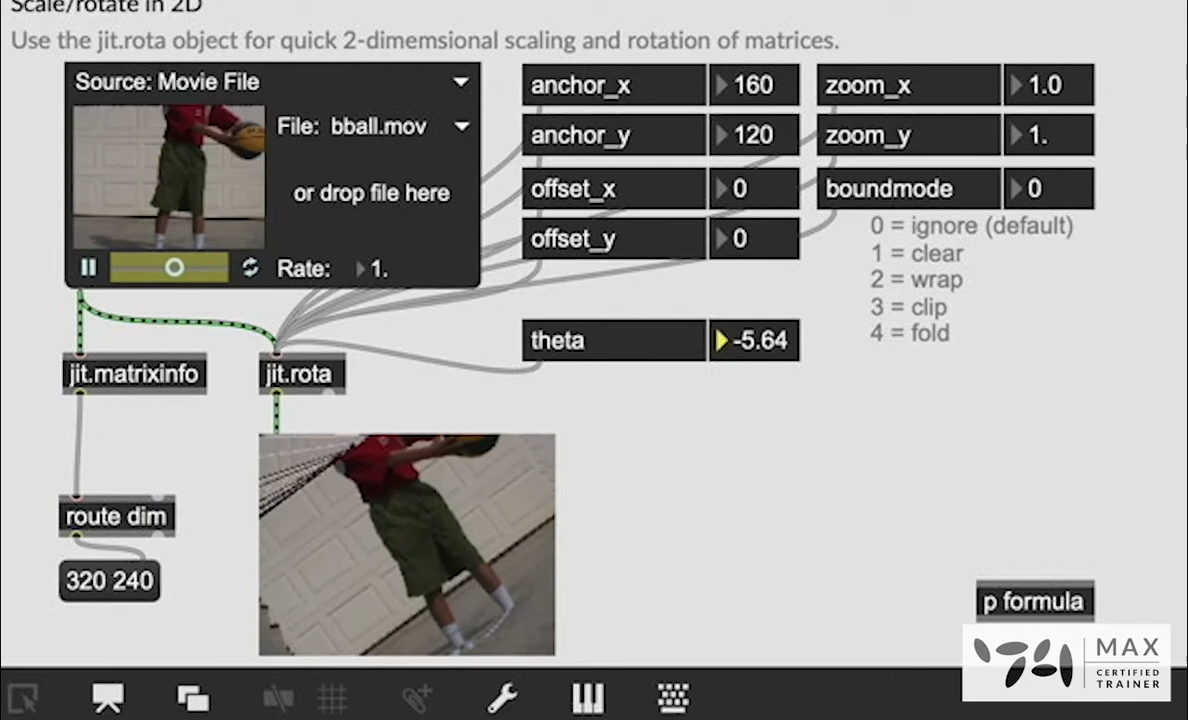 Scale/rotate in 2D
Use the jit.rota object for quick 2-dimemsional scaling and rotation of matrices.
Source: Movie File
File: bball.mov
or drop file here
Rate: 1.
anchor_x 160
anchor_y 120
offset_x 0
offset_y 0
zoom_x 1.0
zoom_y 1.
boundmode 0
0 = ignore (default)
1 = clear
2 = wrap
3 = clip
4 = fold
theta -5.64
jit.matrixinfo
jit.rota
route dim
320 240
p formula
74
MAX
CERTIFIED
TRAINER